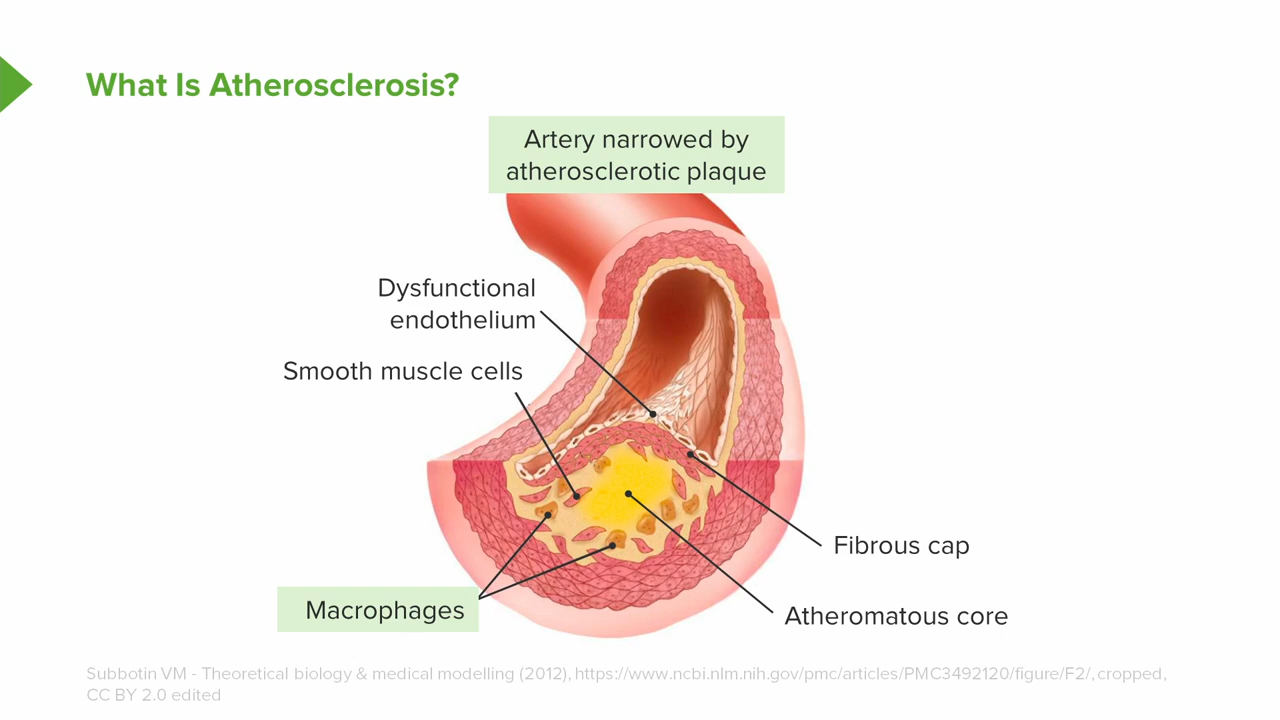 What Is Atherosclerosis?
Artery narrowed by
atherosclerotic plaque
Dysfunctional
endothelium
Smooth muscle cells
Fibrous cap
Macrophages
Atheromatous core
Subbotin VM - Theoretical biology & medical modelling (2012), https://www.ncbi.nlm.nih.gov/pmc/articles/PMC3492120/figure/F2/, cropped,
CC BY 2.0 edited